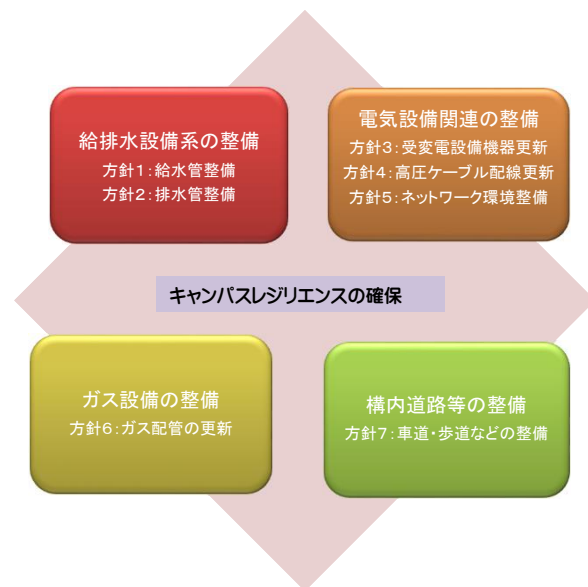 給排水設備系の整備
方針1:給水管整備
方針2:排水管整備
電気設備関連の整備
方針3:受変電設備機器更新
方針4:高圧ケーブル配線更新
方針5:ネットワーク環境整備
キャンパスレジリエンスの確保
ガス設備の整備
方針6:ガス配管の更新
構内道路等の整備
方針7:車道・歩道などの整備